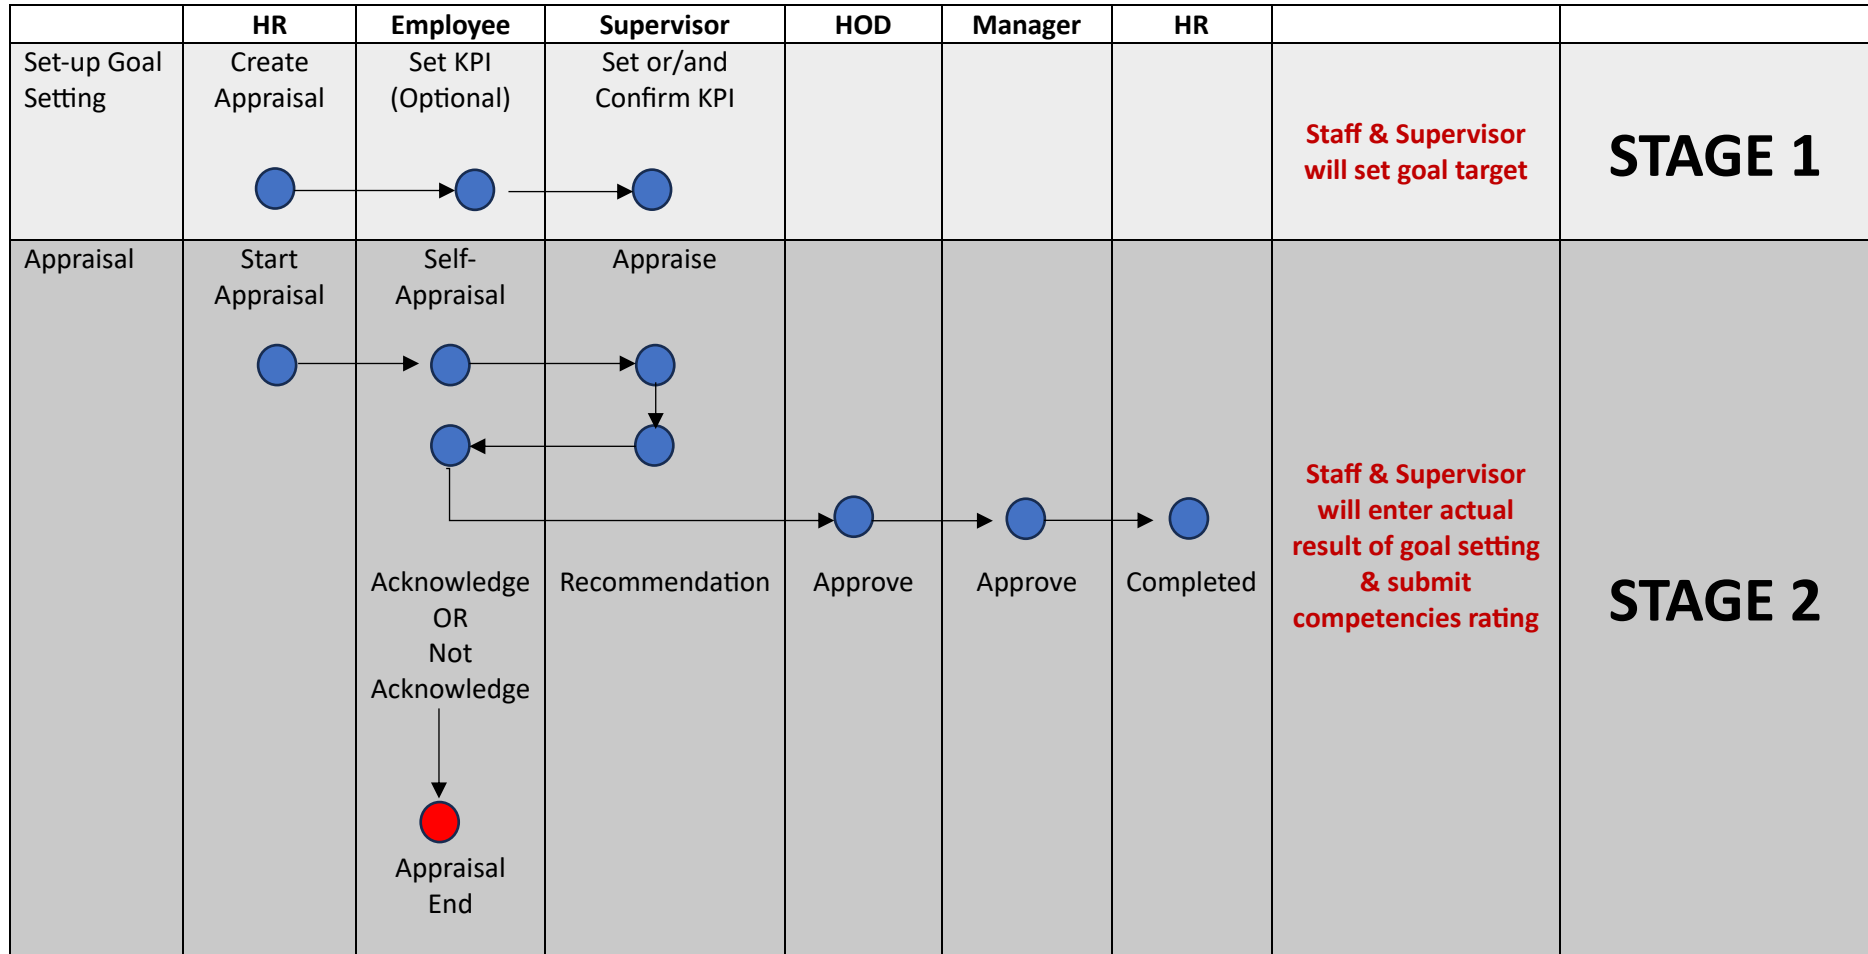 HR
Employee
Supervisor
HOD
Manager
HR
Set-up Goal
Setting
Create
Appraisal
Set KPI
(Optional)
Set or/and
Confirm KPI
Staff & Supervisor
will set goal target
STAGE 1
Appraisal
Start
Appraisal
Self-
Appraisal
Appraise
Acknowledge
OR
Not
Acknowledge
Appraisal
End
Recommendation
Approve
Approve
Completed
Staff & Supervisor
will enter actual
result of goal setting
& submit
competencies rating
STAGE 2